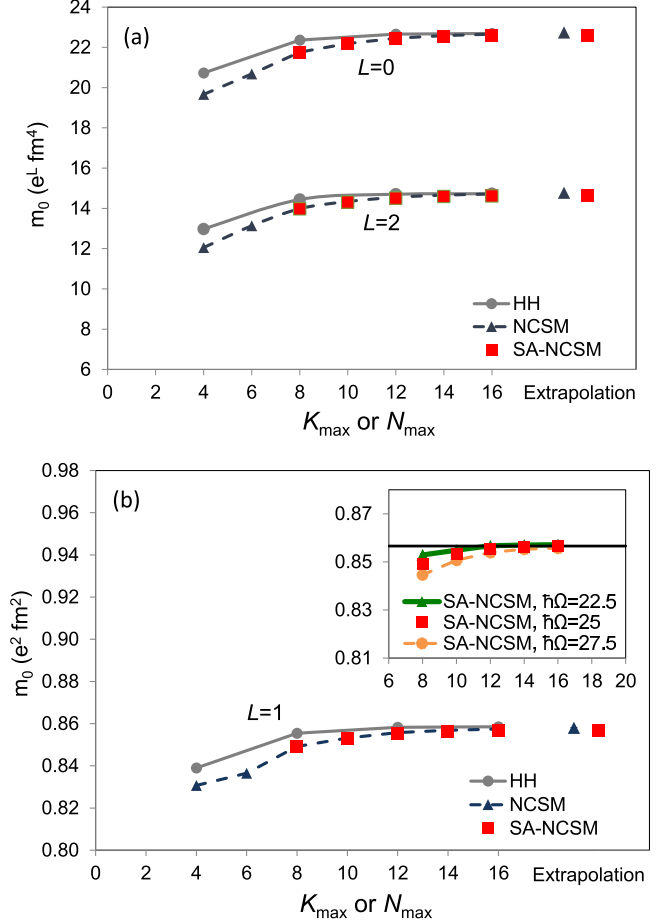 (a)
24
22
20
18
16
14
12
10
8
6
m0 (e^L fm^4)
L=0
L=2
HH
NCSM
SA-NCSM
0 2 4 6 8 10 12 14 16 Extrapolation
Kmax or Nmax
(b)
0.98
0.96
0.94
0.92
0.90
0.88
0.86
0.84
0.82
0.80
m0 (e^2 fm^2)
0.87
0.85
0.83
0.81
SA-NCSM, ħΩ=22.5
SA-NCSM, ħΩ=25
SA-NCSM, ħΩ=27.5
6 8 10 12 14 16 18 20
L=1
HH
NCSM
SA-NCSM
0 2 4 6 8 10 12 14 16 Extrapolation
Kmax or Nmax